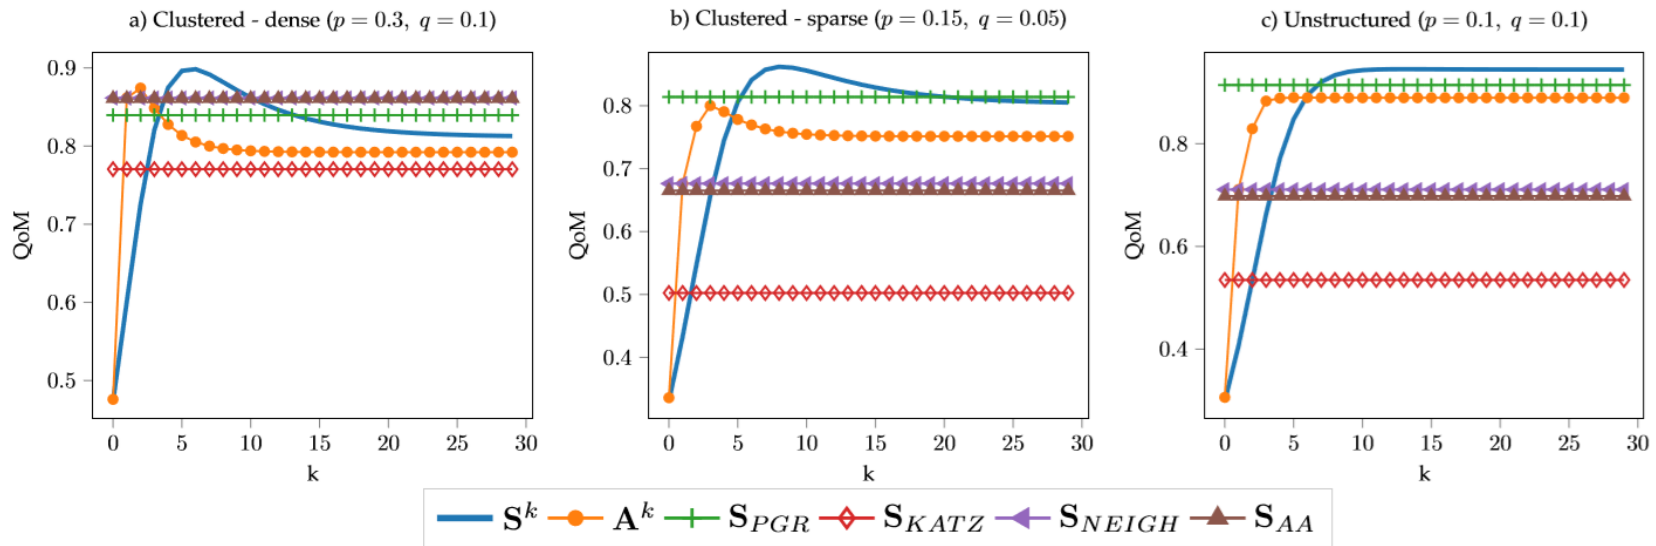 a) Clustered - dense (p = 0.3, q = 0.1)
0.9
0.8
0.7
0.6
0.5
QoM
0 5 10 15 20 25 30
k
b) Clustered - sparse (p = 0.15, q = 0.05)
0.8
0.7
0.6
0.5
0.4
QoM
0 5 10 15 20 25 30
k
c) Unstructured (p = 0.1, q = 0.1)
0.8
0.6
0.4
QoM
0 5 10 15 20 25 30
k
S^k A^k S_PGR S_KATZ S_NEIGH S_AA